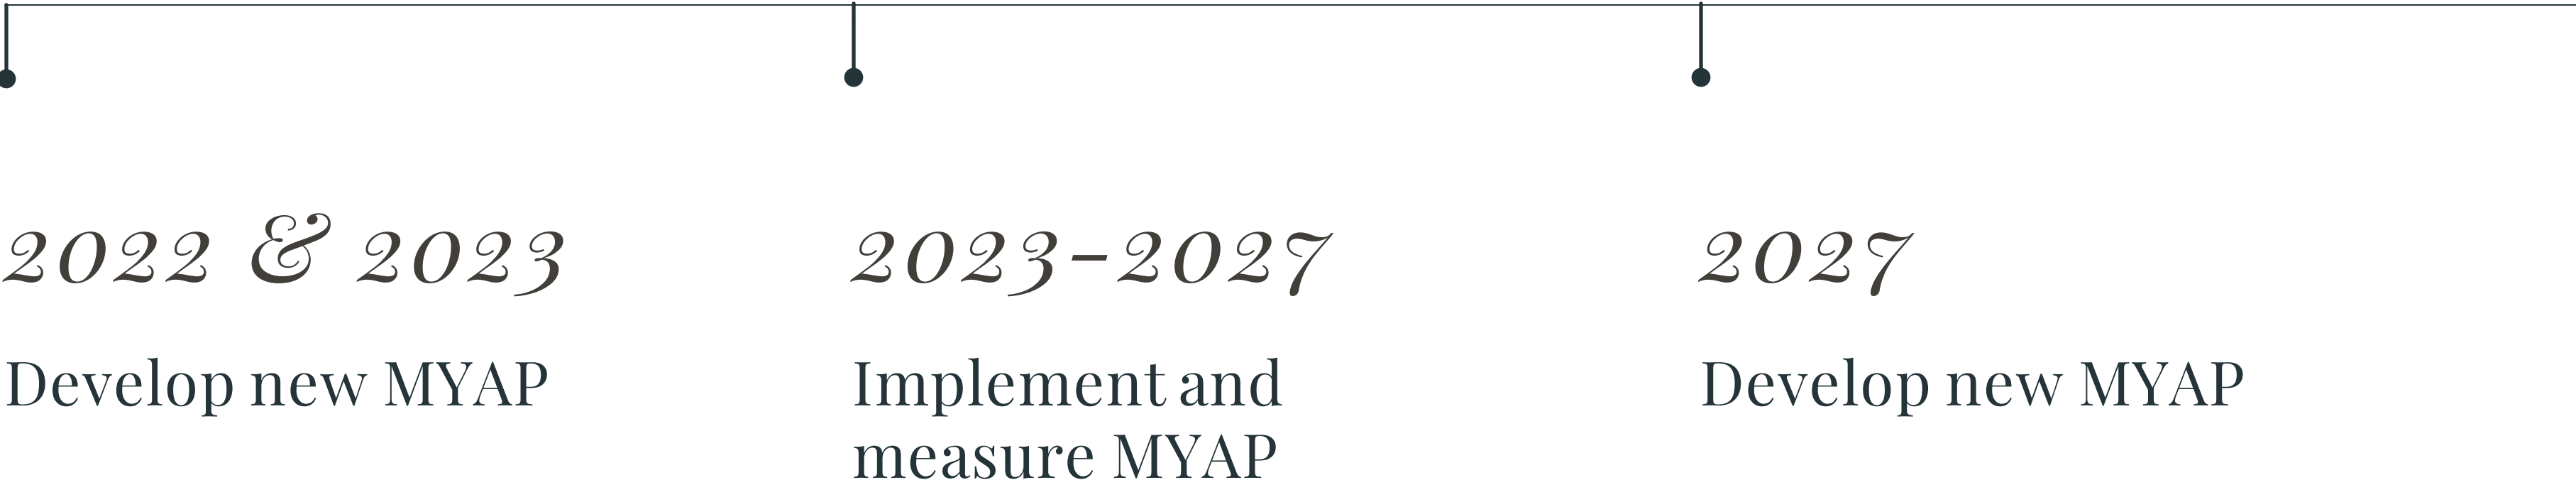 2022 & 2023
Develop new MYAP
2023-2027
Implement and
measure MYAP
2027
Develop new MYAP